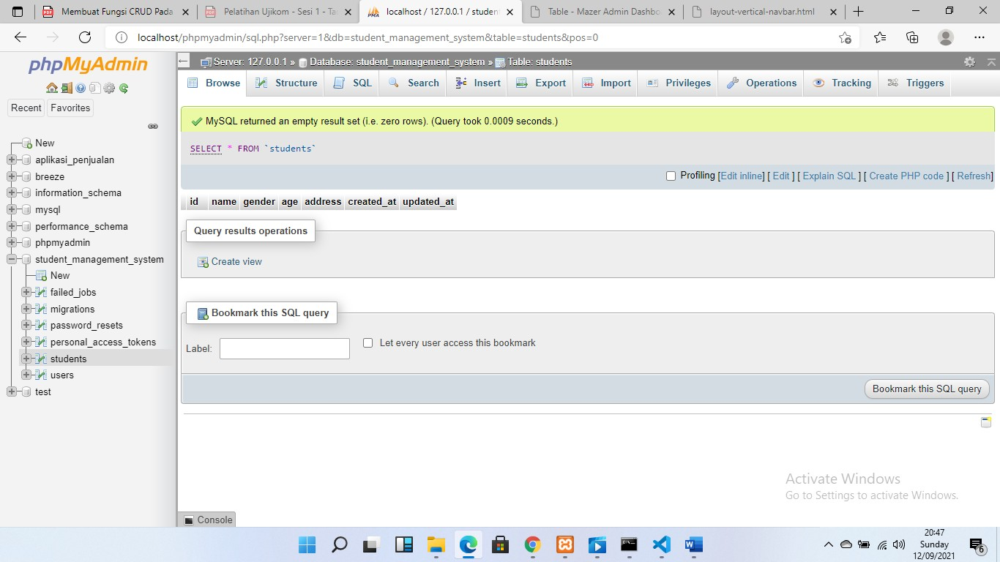 Membuat Fungsi CRUD Pada
Pelatihan Ujikom - Sesi 1 - Ta
localhost / 127.0.0.1 / studen
Table - Mazer Admin Dashbo
layout-vertical-navbar.html
localhost/phpmyadmin/sql.php?server=1&db=student_management_system&table=students&pos=0
phpMyAdmin
Recent
Favorites
New
aplikasi_penjualan
breeze
information_schema
mysql
performance_schema
phpmyadmin
student_management_system
New
failed_jobs
migrations
password_resets
personal_access_tokens
students
users
test
Server: 127.0.0.1 » Database: student_management_system » Table: students
Browse Structure SQL Search Insert Export Import Privileges Operations Tracking Triggers
MySQL returned an empty result set (i.e. zero rows). (Query took 0.0009 seconds.)
SELECT * FROM `students`
Profiling [Edit inline] [ Edit ] [ Explain SQL ] [ Create PHP code ] [ Refresh]
id name gender age address created_at updated_at
Query results operations
Create view
Bookmark this SQL query
Label:
Let every user access this bookmark
Bookmark this SQL query
Activate Windows
Go to Settings to activate Windows.
Console
20:47
Sunday
12/09/2021
6